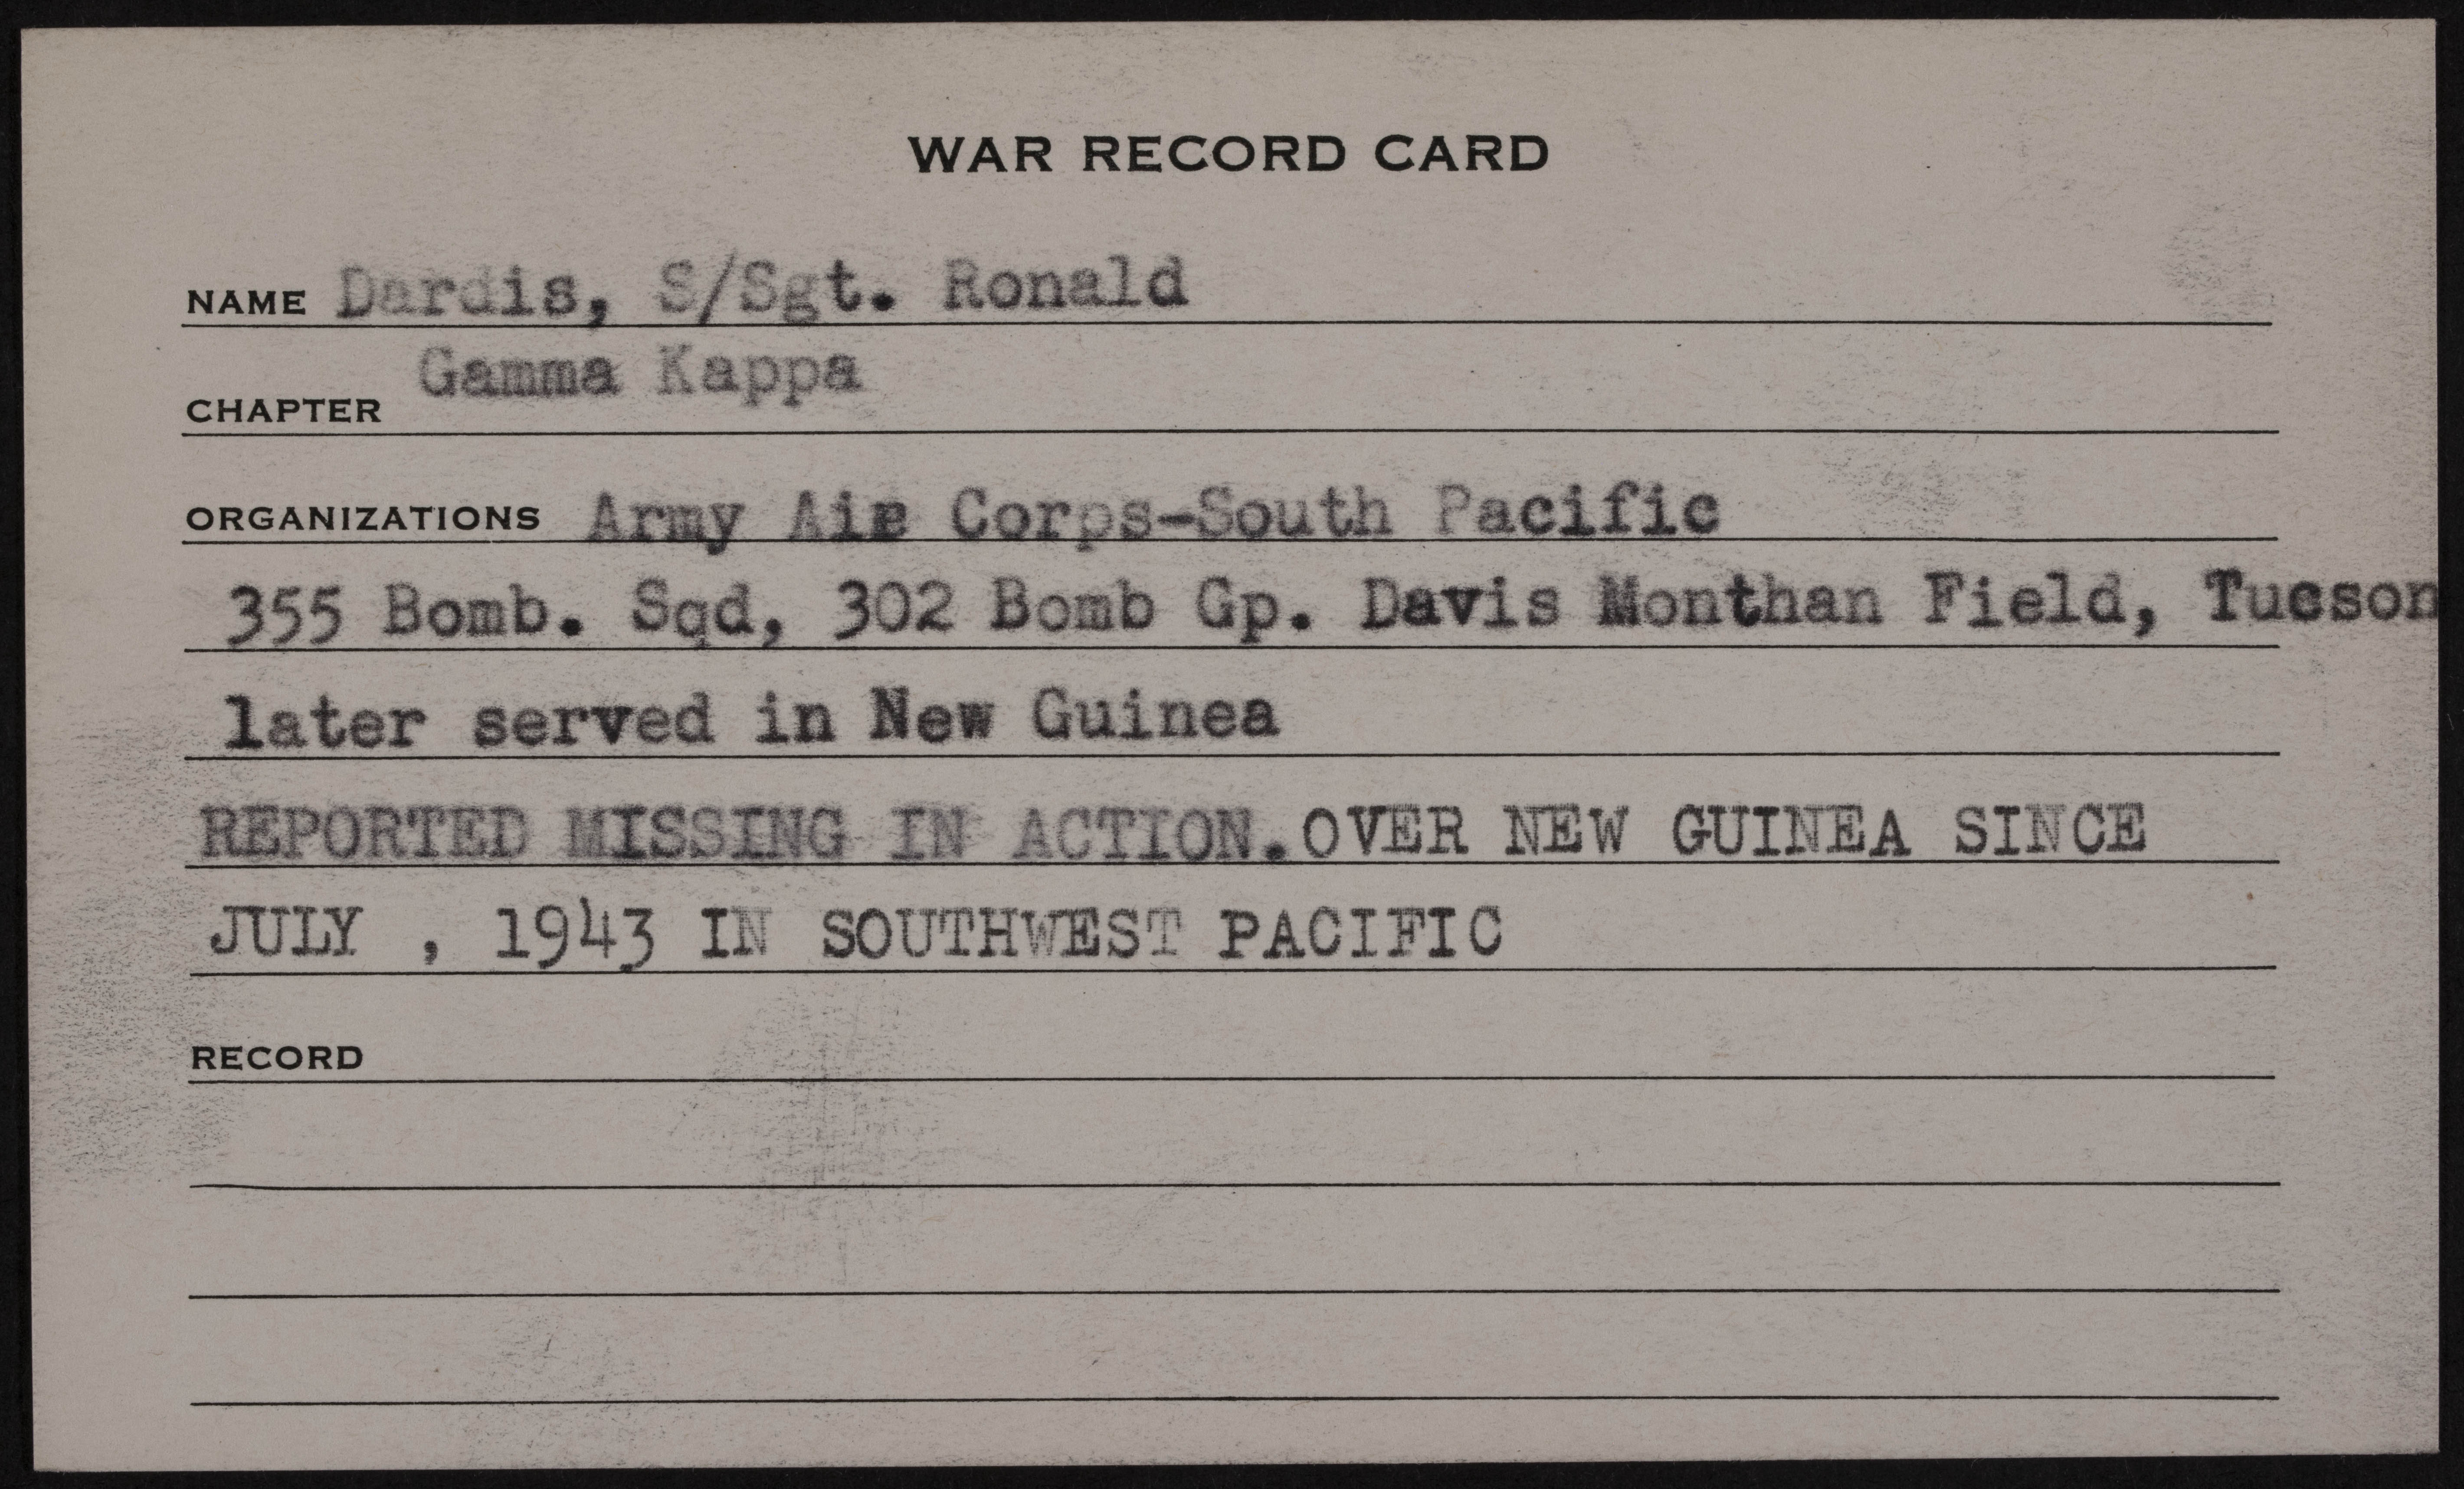 WAR RECORD CARD
NAME Dardis, S/Sgt. Ronald
Gamma Kappa
CHAPTER
ORGANIZATIONS Army Air Corps-South Pacific
355 Bomb. Sqd, 302 Bomb Gp. Davis Monthan Field, Tucson
later served in New Guinea
REPORTED MISSING IN ACTION.OVER NEW GUINEA SINCE
JULY , 1943 IN SOUTHWEST PACIFIC
RECORD